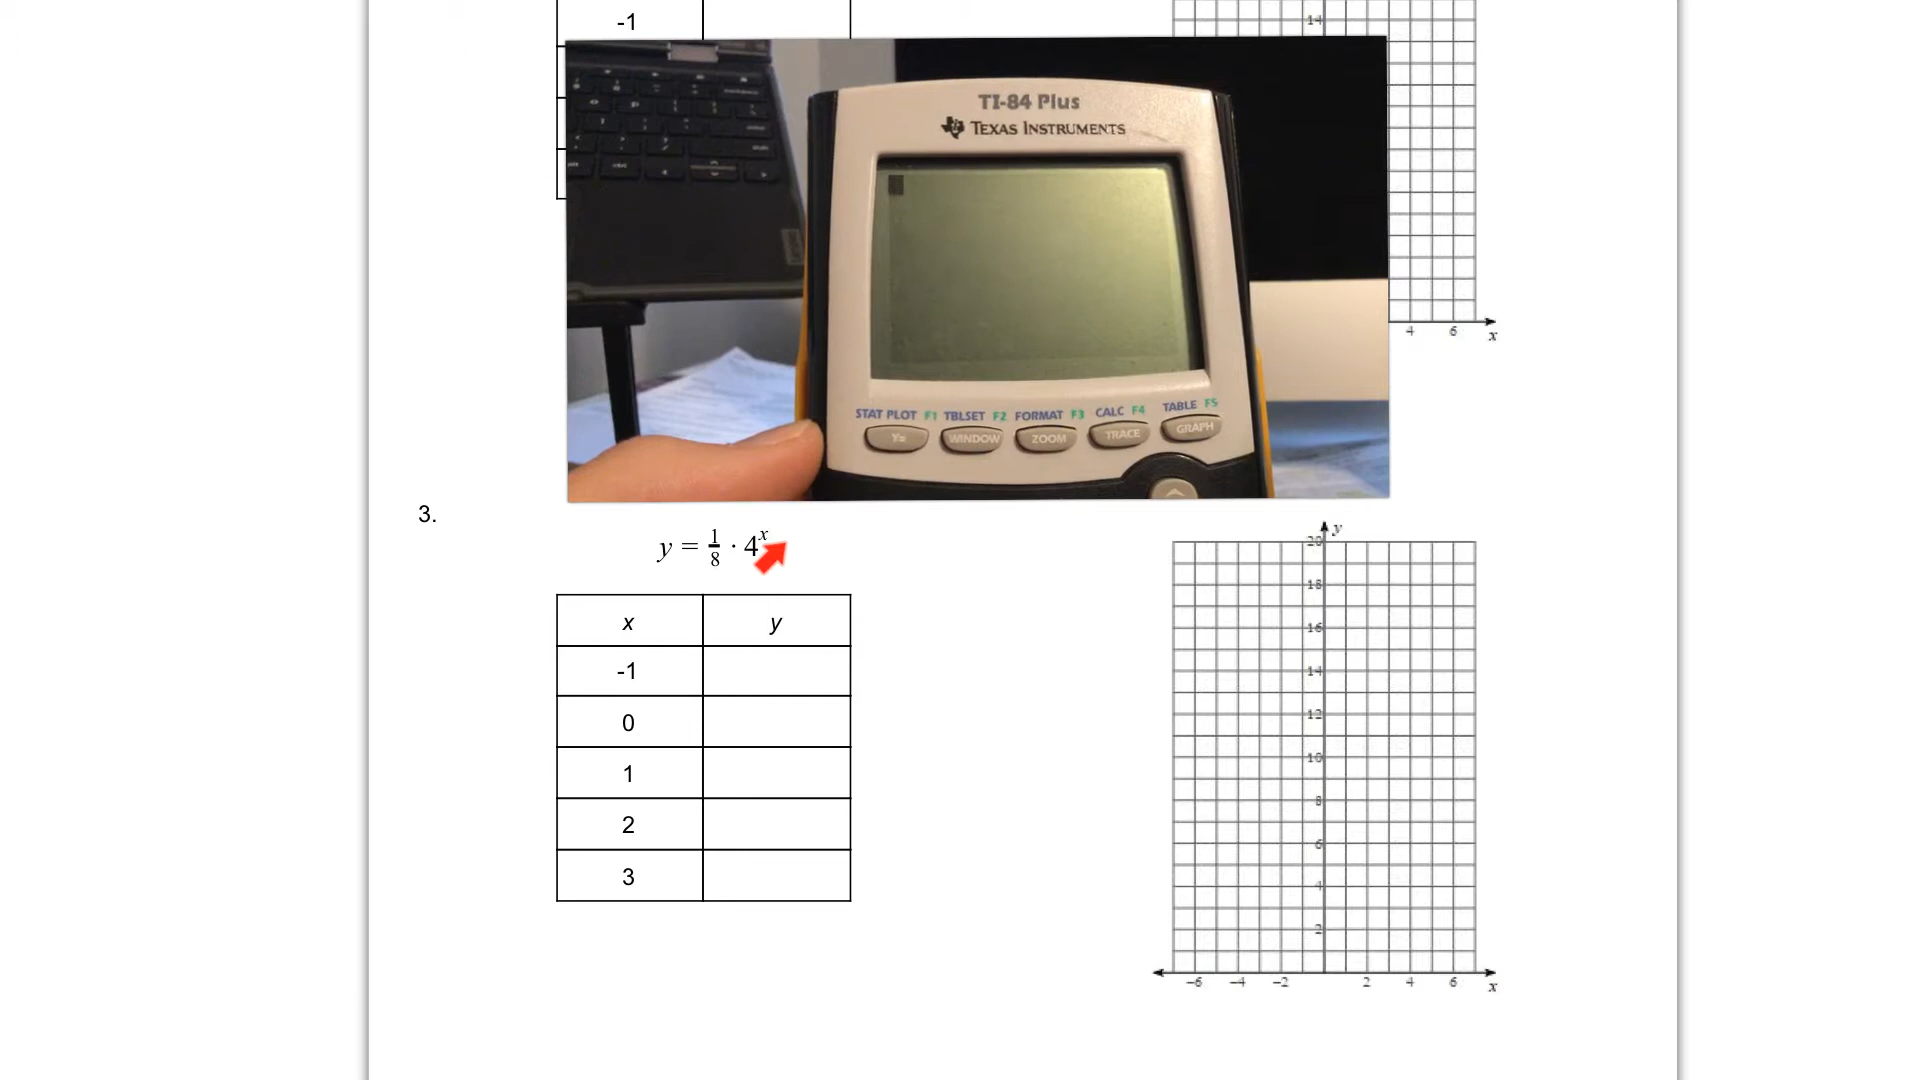 -1
14
TI-84 Plus
TEXAS INSTRUMENTS
STAT PLOT F1 TBLSET F2 FORMAT F3 CALC F4 TABLE F5
Y= WINDOW ZOOM TRACE GRAPH
4 6 x
3.
y = 1/8 · 4^x
x y
-1
0
1
2
3
y
20
18
16
14
12
10
8
6
4
2
-6 -4 -2 2 4 6 x